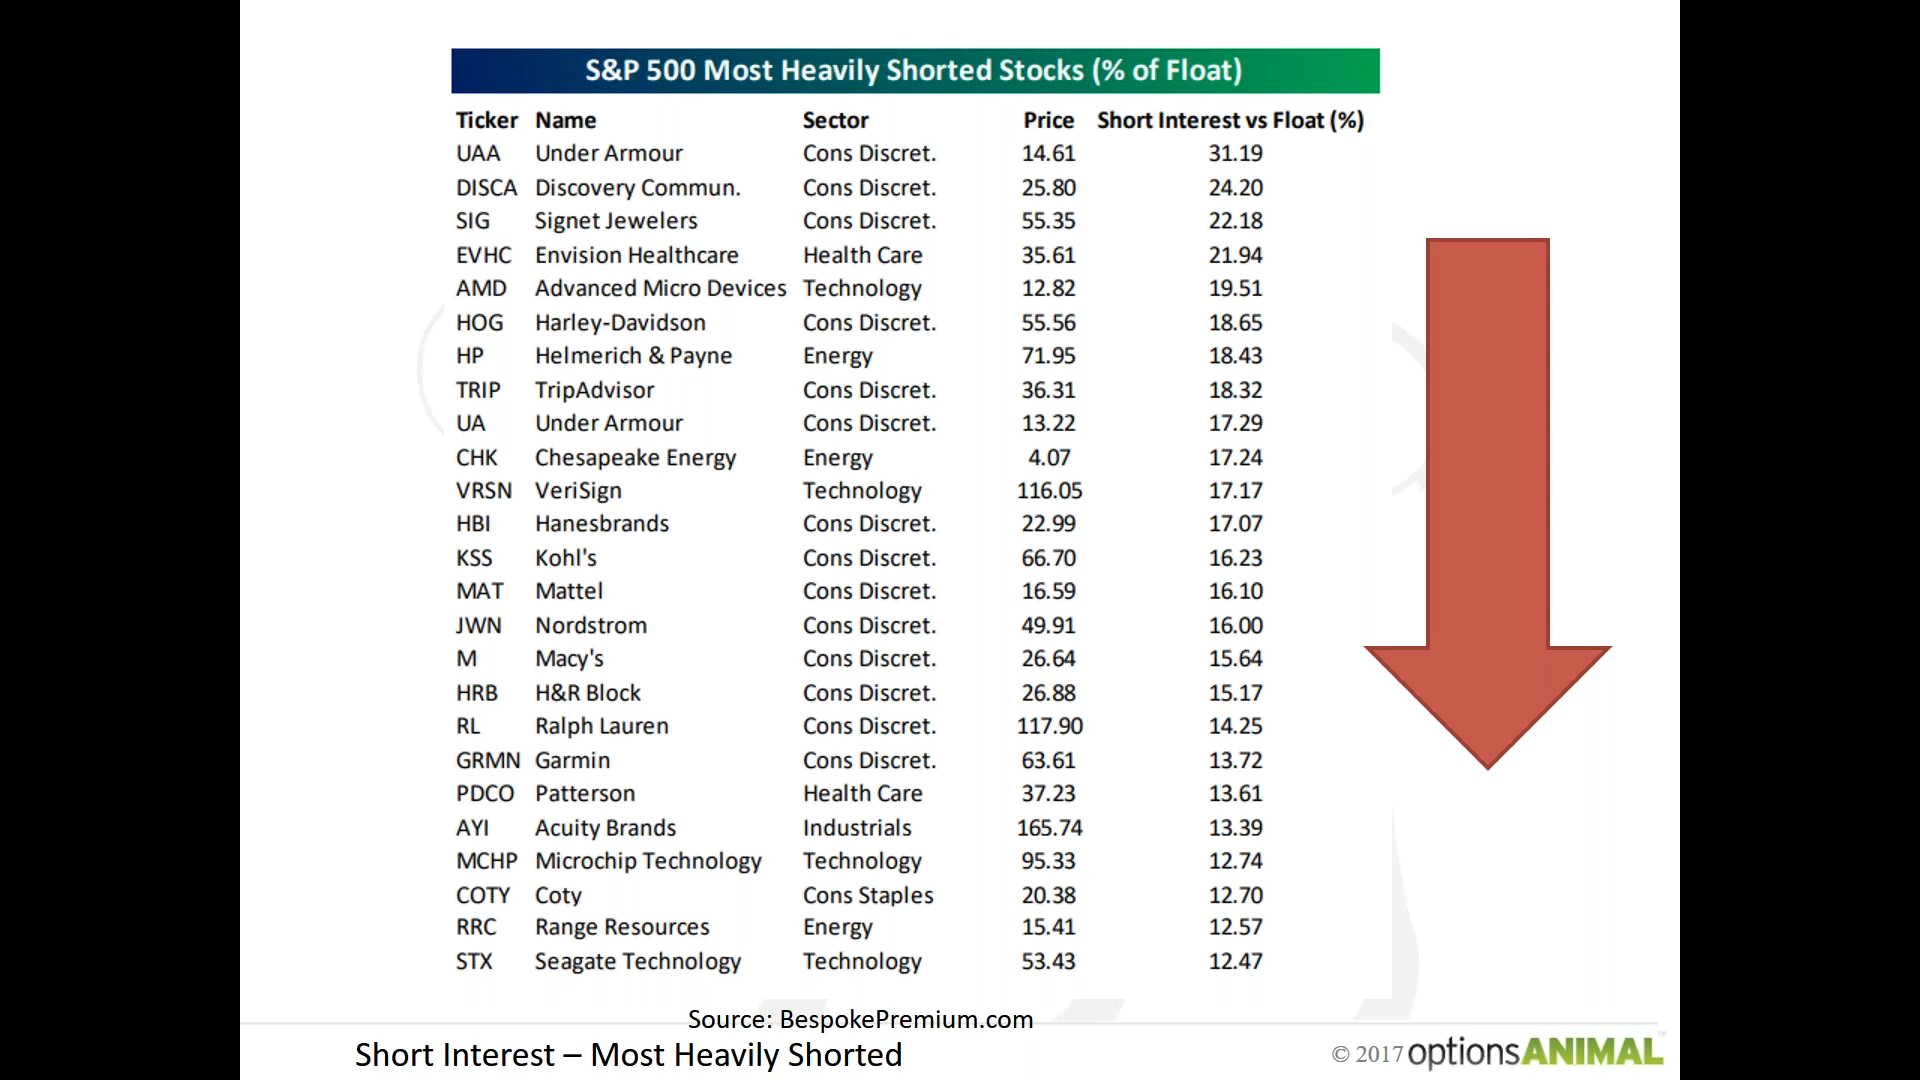 S&P 500 Most Heavily Shorted Stocks (% of Float)
Ticker Name Sector Price Short Interest vs Float (%)
UAA Under Armour Cons Discret. 14.61 31.19
DISCA Discovery Commun. Cons Discret. 25.80 24.20
SIG Signet Jewelers Cons Discret. 55.35 22.18
EVHC Envision Healthcare Health Care 35.61 21.94
AMD Advanced Micro Devices Technology 12.82 19.51
HOG Harley-Davidson Cons Discret. 55.56 18.65
HP Helmerich & Payne Energy 71.95 18.43
TRIP TripAdvisor Cons Discret. 36.31 18.32
UA Under Armour Cons Discret. 13.22 17.29
CHK Chesapeake Energy Energy 4.07 17.24
VRSN VeriSign Technology 116.05 17.17
HBI Hanesbrands Cons Discret. 22.99 17.07
KSS Kohl's Cons Discret. 66.70 16.23
MAT Mattel Cons Discret. 16.59 16.10
JWN Nordstrom Cons Discret. 49.91 16.00
M Macy's Cons Discret. 26.64 15.64
HRB H&R Block Cons Discret. 26.88 15.17
RL Ralph Lauren Cons Discret. 117.90 14.25
GRMN Garmin Cons Discret. 63.61 13.72
PDCO Patterson Health Care 37.23 13.61
AYI Acuity Brands Industrials 165.74 13.39
MCHP Microchip Technology Technology 95.33 12.74
COTY Coty Cons Staples 20.38 12.70
RRC Range Resources Energy 15.41 12.57
STX Seagate Technology Technology 53.43 12.47
Source: BespokePremium.com
Short Interest – Most Heavily Shorted
© 2017 optionsANIMAL™